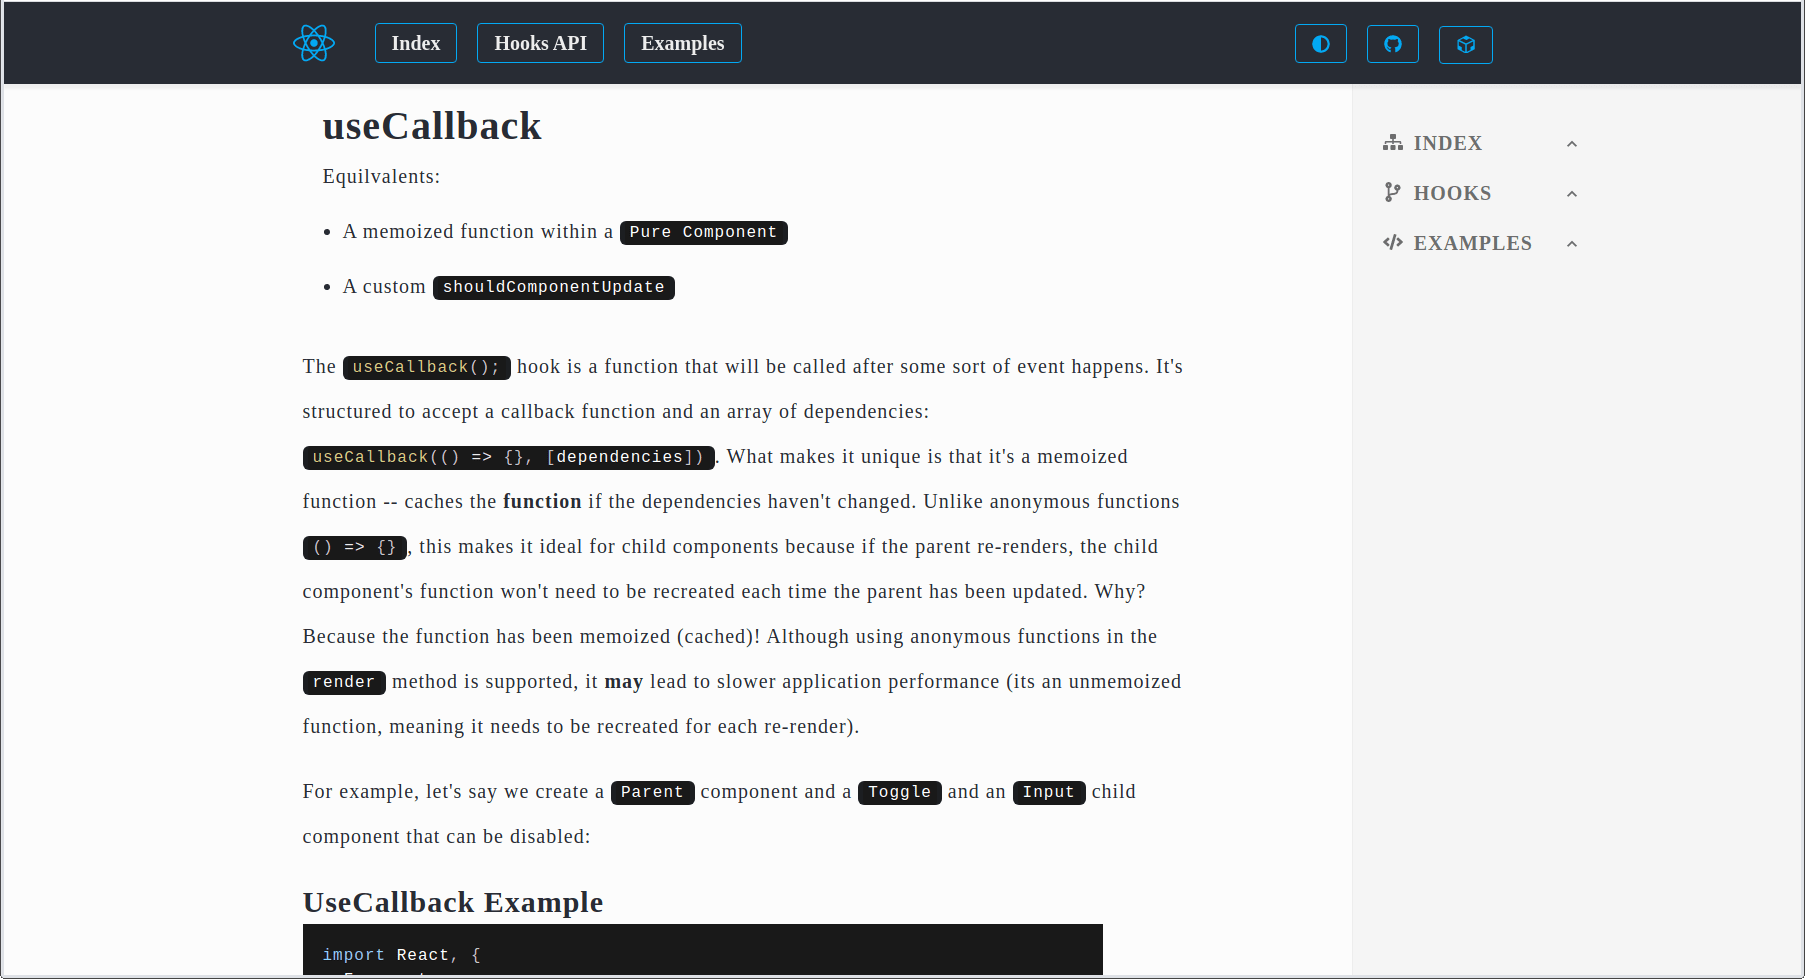 Index Hooks API Examples
useCallback
Equilvalents:
A memoized function within a Pure Component
A custom shouldComponentUpdate
The useCallback(); hook is a function that will be called after some sort of event happens. It's
structured to accept a callback function and an array of dependencies:
useCallback(() => {}, [dependencies]). What makes it unique is that it's a memoized
function -- caches the function if the dependencies haven't changed. Unlike anonymous functions
() => {}, this makes it ideal for child components because if the parent re-renders, the child
component's function won't need to be recreated each time the parent has been updated. Why?
Because the function has been memoized (cached)! Although using anonymous functions in the
render method is supported, it may lead to slower application performance (its an unmemoized
function, meaning it needs to be recreated for each re-render).
For example, let's say we create a Parent component and a Toggle and an Input child
component that can be disabled:
UseCallback Example
import React, {
INDEX
HOOKS
EXAMPLES